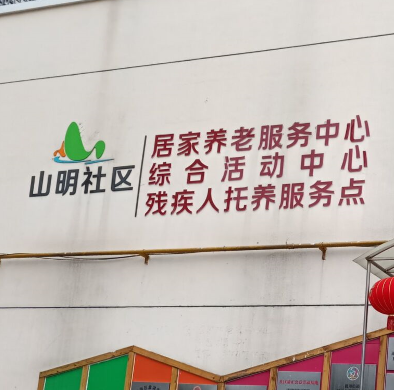 山明社区
居家养老服务中心
综合活动中心
残疾人托养服务点